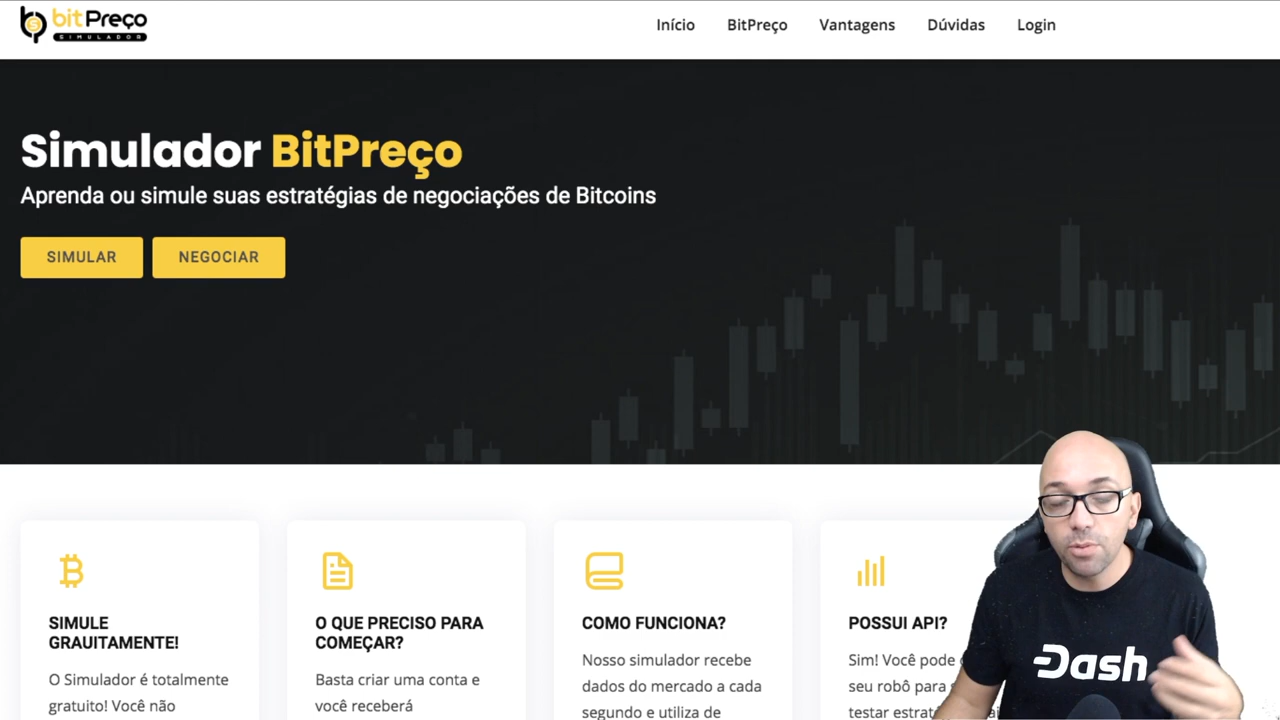 bitPreço
SIMULADOR
Início
BitPreço
Vantagens
Dúvidas
Login
Simulador BitPreço
Aprenda ou simule suas estratégias de negociações de Bitcoins
SIMULAR
NEGOCIAR
SIMULE
GRAUITAMENTE!
O Simulador é totalmente
gratuito! Você não
O QUE PRECISO PARA
COMEÇAR?
Basta criar uma conta e
você receberá
COMO FUNCIONA?
Nosso simulador recebe
dados do mercado a cada
segundo e utiliza de
POSSUI API?
Sim! Você pode
seu robô para
testar
Dash